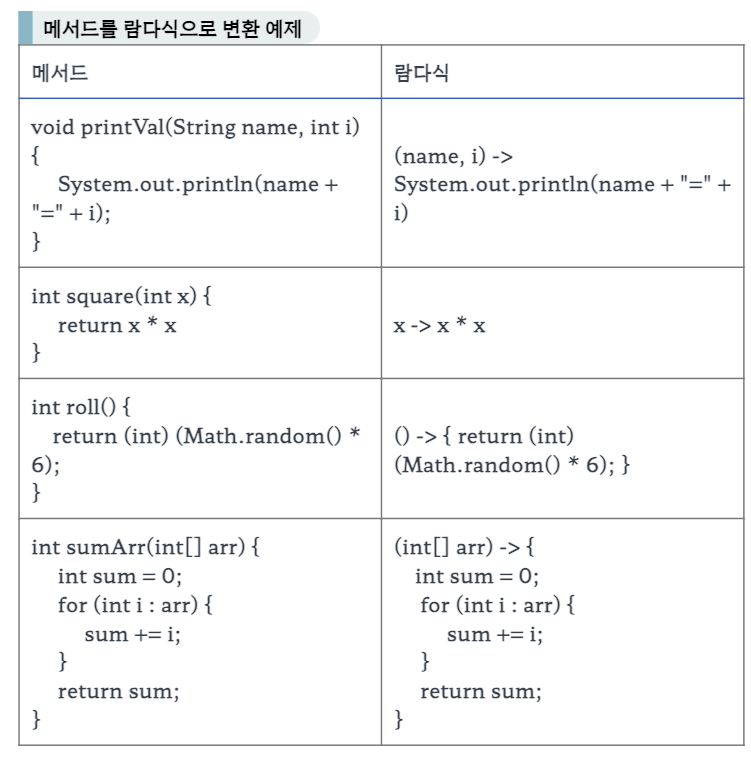 메서드를 람다식으로 변환 예제
메서드
람다식
void printVal(String name, int i)
{
System.out.println(name +
"=" + i);
}
(name, i) ->
System.out.println(name + "=" +
i)
int square(int x) {
return x * x
}
x -> x * x
int roll() {
return (int) (Math.random() *
6);
}
() -> { return (int)
(Math.random() * 6); }
int sumArr(int[] arr) {
int sum = 0;
for (int i : arr) {
sum += i;
}
return sum;
}
(int[] arr) -> {
int sum = 0;
for (int i : arr) {
sum += i;
}
return sum;
}